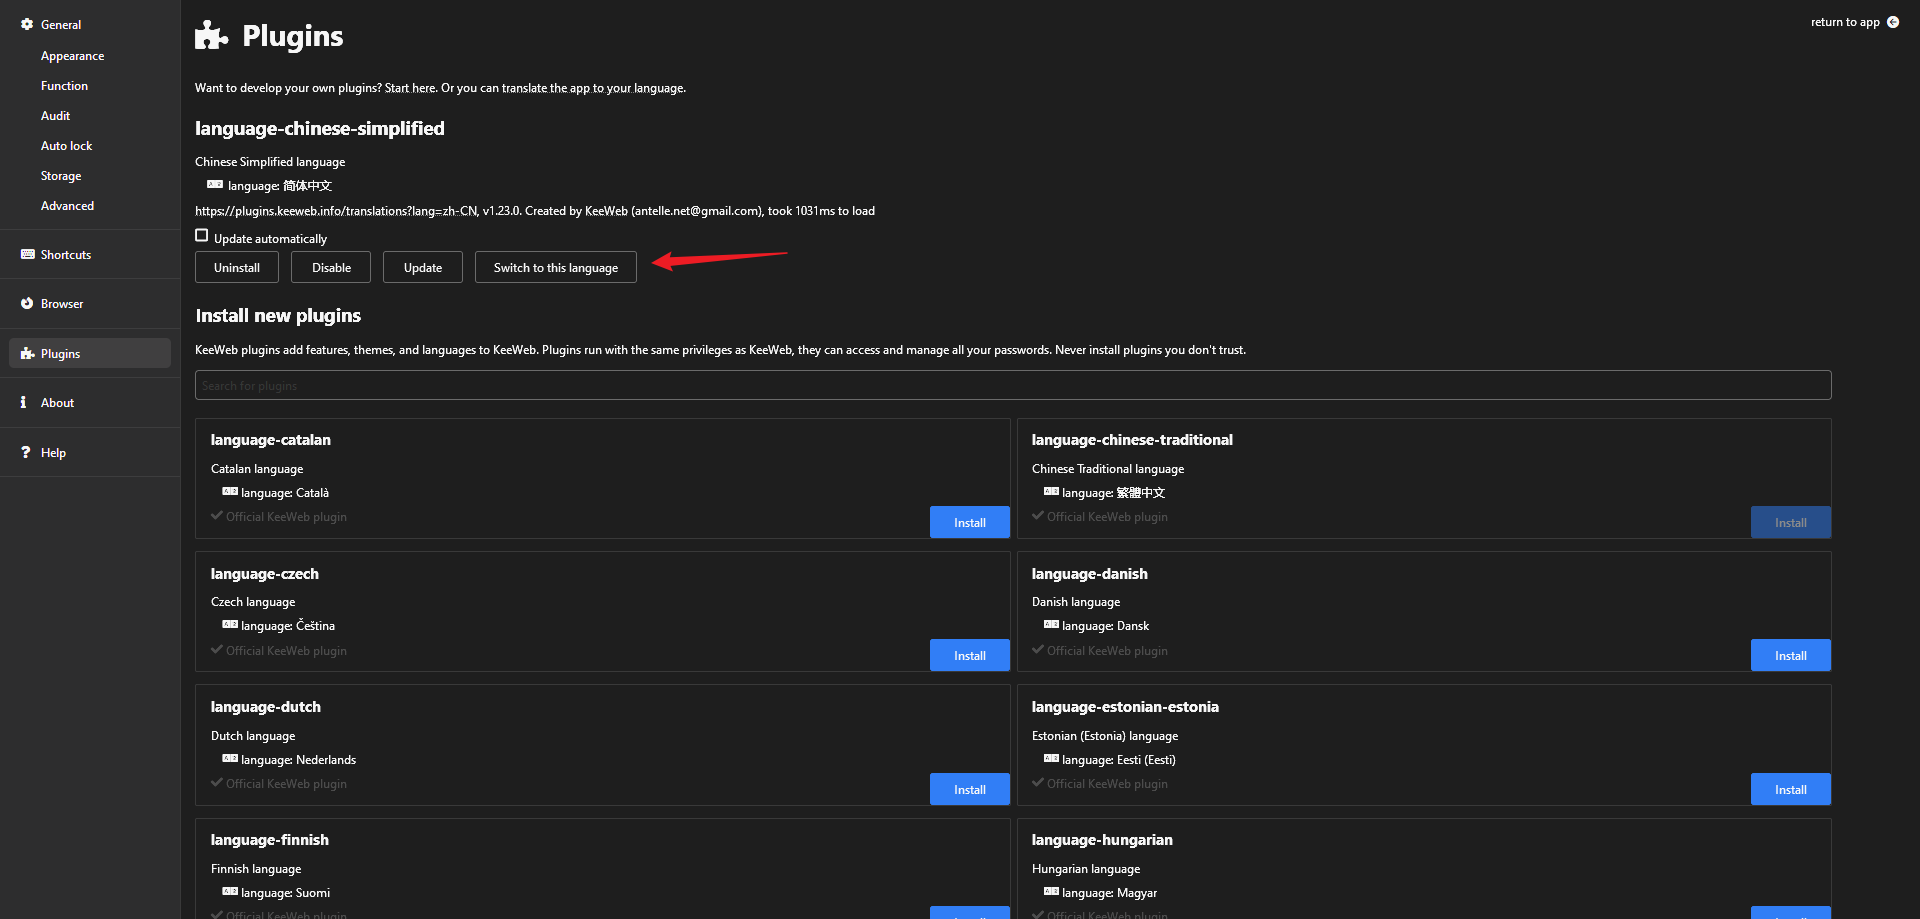 General
Appearance
Function
Audit
Auto lock
Storage
Advanced
Shortcuts
Browser
Plugins
About
Help
return to app
Plugins
Want to develop your own plugins? Start here. Or you can translate the app to your language.
language-chinese-simplified
Chinese Simplified language
language: 简体中文
https://plugins.keeweb.info/translations?lang=zh-CN, v1.23.0. Created by KeeWeb (antelle.net@gmail.com), took 1031ms to load
Update automatically
Uninstall Disable Update Switch to this language
Install new plugins
KeeWeb plugins add features, themes, and languages to KeeWeb. Plugins run with the same privileges as KeeWeb, they can access and manage all your passwords. Never install plugins you don't trust.
Search for plugins
language-catalan
Catalan language
language: Català
Official KeeWeb plugin
Install
language-chinese-traditional
Chinese Traditional language
language: 繁體中文
Official KeeWeb plugin
Install
language-czech
Czech language
language: Čeština
Official KeeWeb plugin
Install
language-danish
Danish language
language: Dansk
Official KeeWeb plugin
Install
language-dutch
Dutch language
language: Nederlands
Official KeeWeb plugin
Install
language-estonian-estonia
Estonian (Estonia) language
language: Eesti (Eesti)
Official KeeWeb plugin
Install
language-finnish
Finnish language
language: Suomi
Official KeeWeb plugin
Install
language-hungarian
Hungarian language
language: Magyar
Official KeeWeb plugin
Install